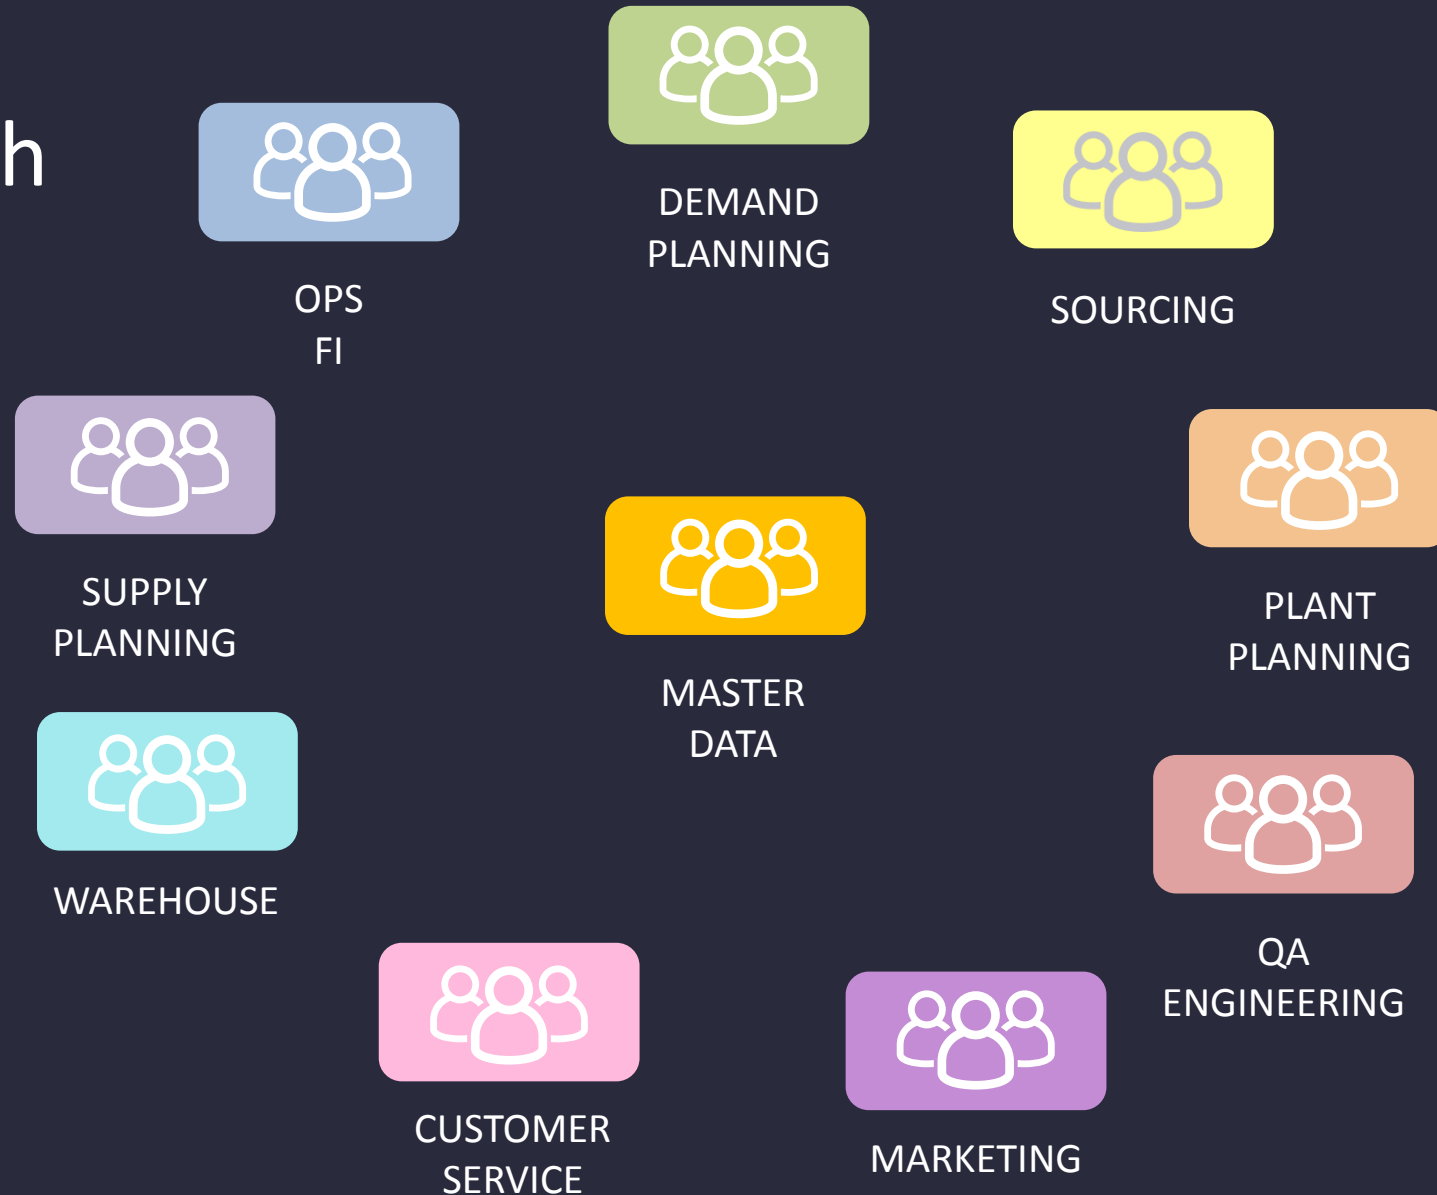 h
DEMAND
PLANNING
OPS
FI
SOURCING
SUPPLY
PLANNING
PLANT
PLANNING
MASTER
DATA
WAREHOUSE
QA
ENGINEERING
CUSTOMER
SERVICE
MARKETING